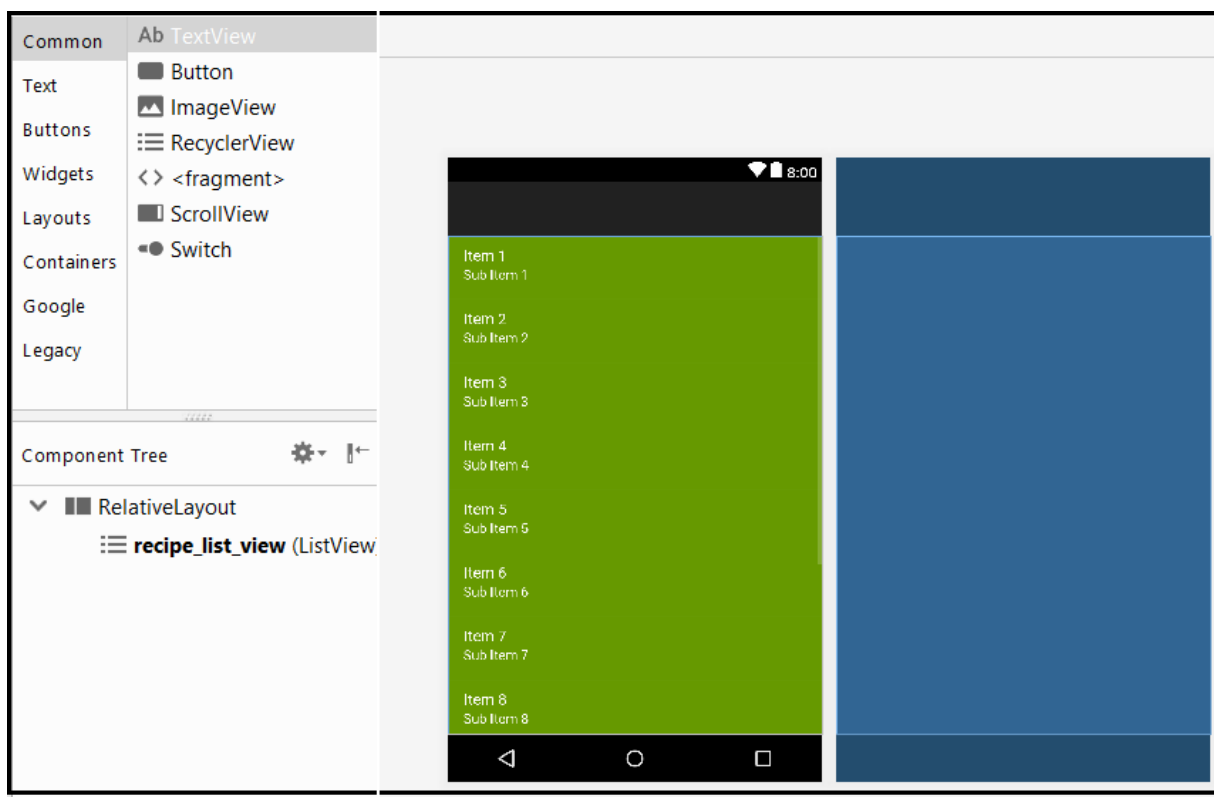 Common
Text
Buttons
Widgets
Layouts
Containers
Google
Legacy
Ab TextView
Button
ImageView
RecyclerView
<fragment>
ScrollView
Switch
Component Tree
RelativeLayout
recipe_list_view (ListView)
8:00
Item 1
Sub Item 1
Item 2
Sub Item 2
Item 3
Sub Item 3
Item 4
Sub Item 4
Item 5
Sub Item 5
Item 6
Sub Item 6
Item 7
Sub Item 7
Item 8
Sub Item 8